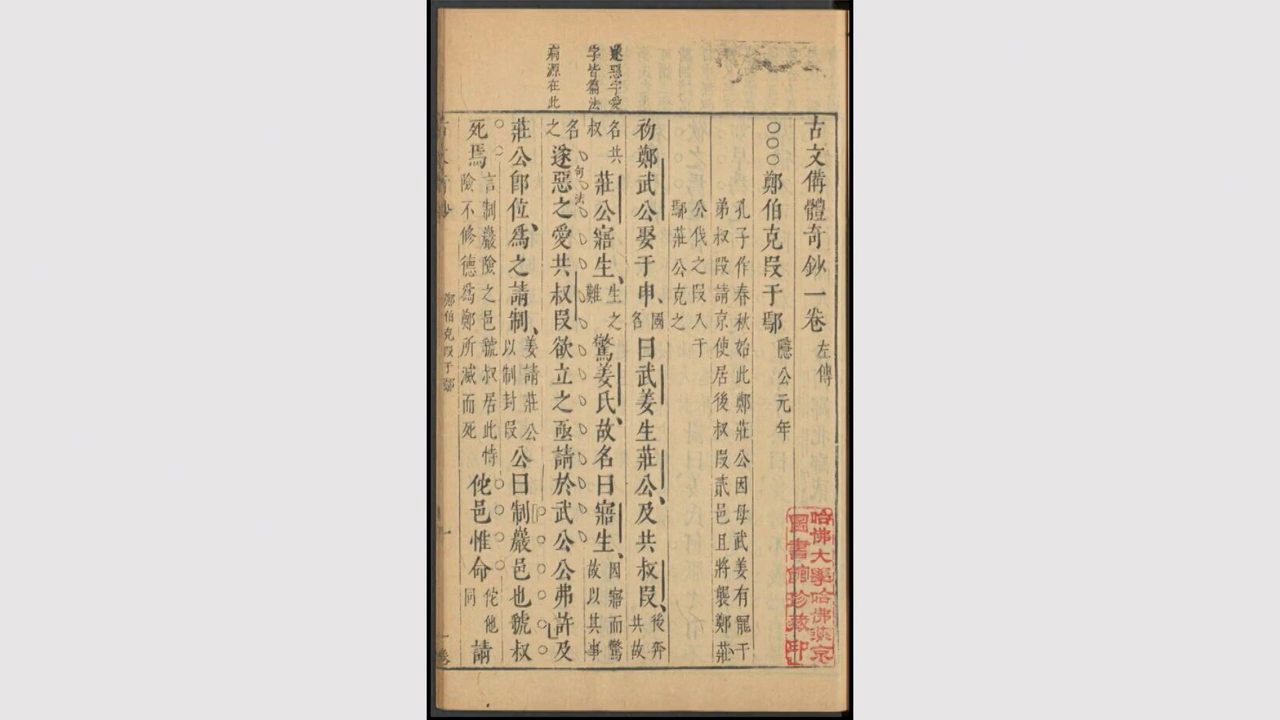 古文備體奇鈔一卷 左傳
○○○鄭伯克段于鄢 隱公元年
孔子作春秋始此鄭莊公因母武姜有寵于
弟叔段請京使居後叔段貳邑且將襲鄭莊
公伐之段入于
鄢莊公克之
初鄭武公娶于申、國名曰武姜生莊公、及共叔段、後奔共故
名共叔莊公寤生、生之難驚姜氏、故名曰寤生、因寤而驚故以其事
名之遂惡之愛共叔段欲立之亟請於武公公弗許及
句法
莊公即位、爲之請制、姜請莊公以制封段公曰制巖邑也虢叔
死焉言制巖險之邑虢叔居此恃險不修德爲鄭所滅而死佗邑惟命佗他同請
遂惡字愛
字皆篇法
病源在此
鄭伯克段于鄢
一卷
哈佛大學哈佛燕京
圖書館珍藏印